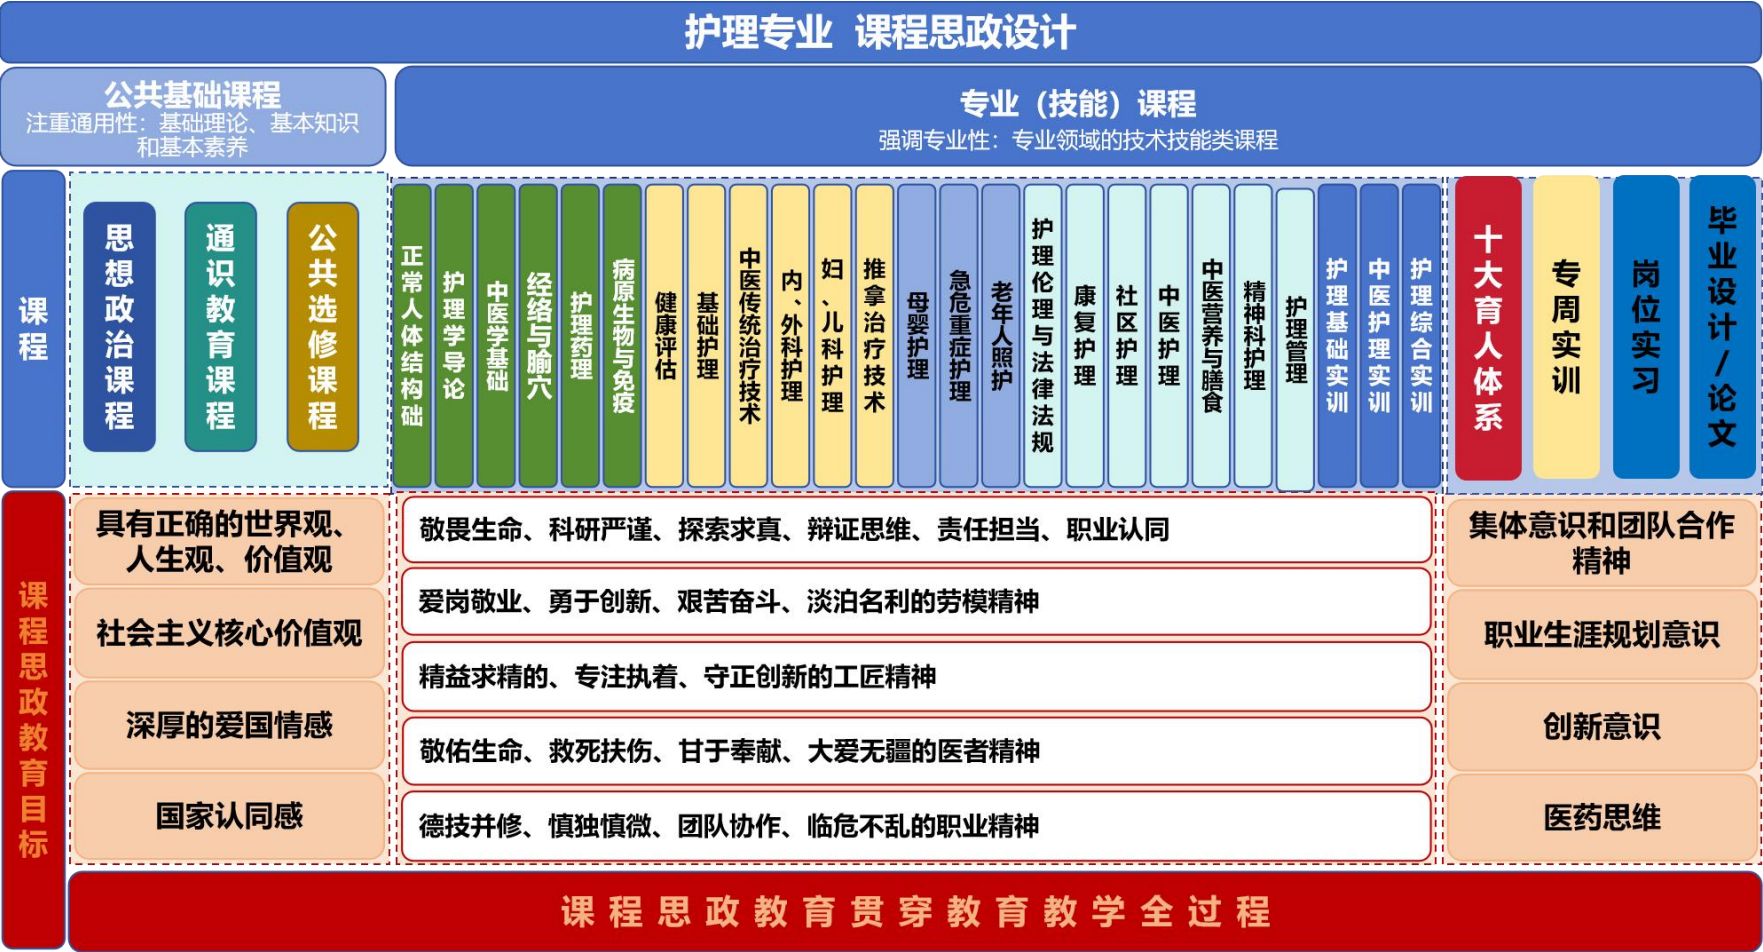 护理专业 课程思政设计
公共基础课程
注重通用性：基础理论、基本知识
和基本素养
专业（技能）课程
强调专业性：专业领域的技术技能类课程
课程
思想政治课程
通识教育课程
公共选修课程
正常人体结构础
护理学导论
中医学基础
经络与腧穴
护理药理
病原生物与免疫
健康评估
基础护理
中医传统治疗技术
内、外科护理
妇、儿科护理
推拿治疗技术
母婴护理
急危重症护理
老年人照护
护理伦理与法律法规
康复护理
社区护理
中医护理
中医营养与膳食
精神科护理
护理管理
护理基础实训
中医护理实训
护理综合实训
十大育人体系
专周实训
岗位实习
毕业设计/论文
课程思政教育目标
具有正确的世界观、
人生观、价值观
社会主义核心价值观
深厚的爱国情感
国家认同感
敬畏生命、科研严谨、探索求真、辩证思维、责任担当、职业认同
爱岗敬业、勇于创新、艰苦奋斗、淡泊名利的劳模精神
精益求精的、专注执着、守正创新的工匠精神
敬佑生命、救死扶伤、甘于奉献、大爱无疆的医者精神
德技并修、慎独慎微、团队协作、临危不乱的职业精神
集体意识和团队合作
精神
职业生涯规划意识
创新意识
医药思维
课程思政教育贯穿教育教学全过程